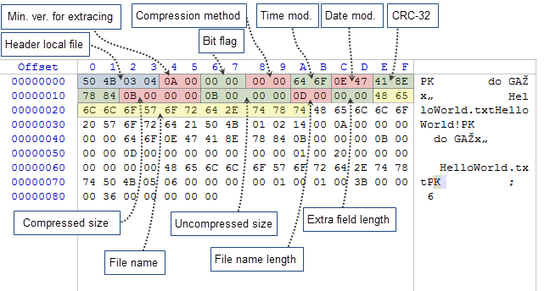 Min. ver. for extracing
Compression method
Time mod.
Date mod.
CRC-32
Header local file
Bit flag
Offset 0 1 2 3 4 5 6 7 8 9 A B C D E F
00000000 50 4B 03 04 0A 00 00 00 00 00 64 6F 0E 47 41 8E PK do GAŽ
00000010 78 84 0B 00 00 00 0B 00 00 00 0D 00 00 00 48 65 x„ Hel
00000020 6C 6C 6F 57 6F 72 64 2E 74 78 74 48 65 6C 6C 6F loWorld.txtHello
00000030 20 57 6F 72 64 21 50 4B 01 02 14 00 0A 00 00 00 World!PK
00000040 00 00 64 6F 0E 47 41 8E 78 84 0B 00 00 00 0B 00 do GAŽx„
00000050 00 00 0D 00 00 00 00 00 00 00 01 00 20 00 00 00
00000060 00 00 00 00 48 65 6C 6C 6F 57 6F 72 64 2E 74 78 HelloWorld.tx
00000070 74 50 4B 05 06 00 00 00 00 01 00 01 00 3B 00 00 tPK ;
00000080 00 36 00 00 00 00 00 6
Compressed size
Uncompressed size
Extra field length
File name
File name length